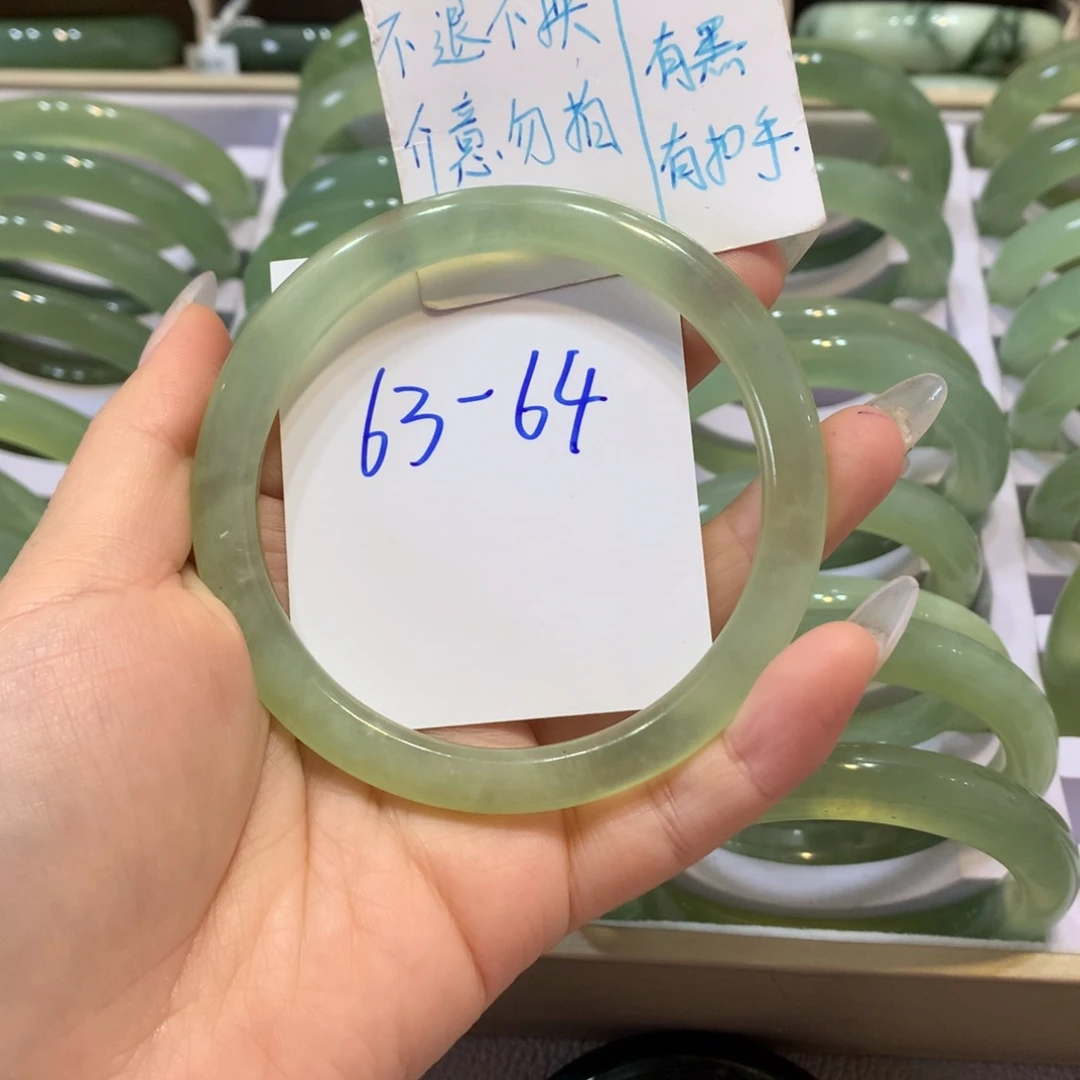 不退不换
介意勿拍
有黑
有扣手.
63-64